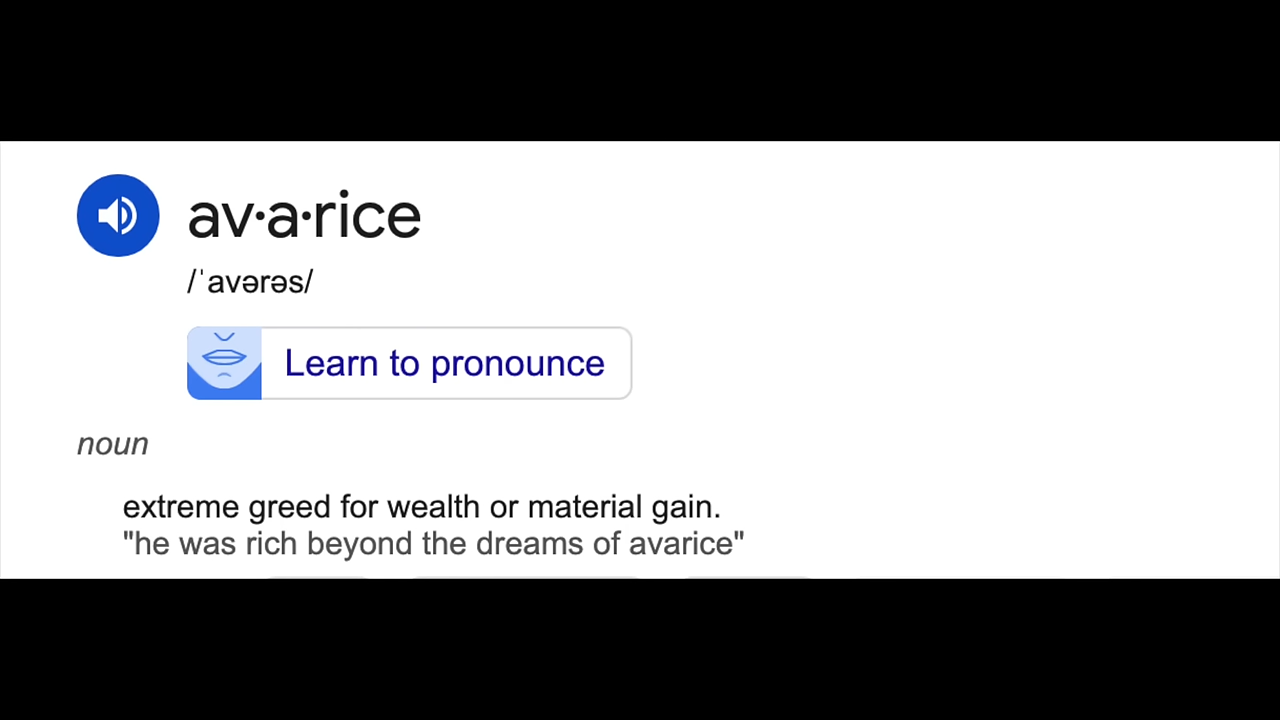 av·a·rice
/ˈavərəs/
Learn to pronounce
noun
extreme greed for wealth or material gain.
"he was rich beyond the dreams of avarice"